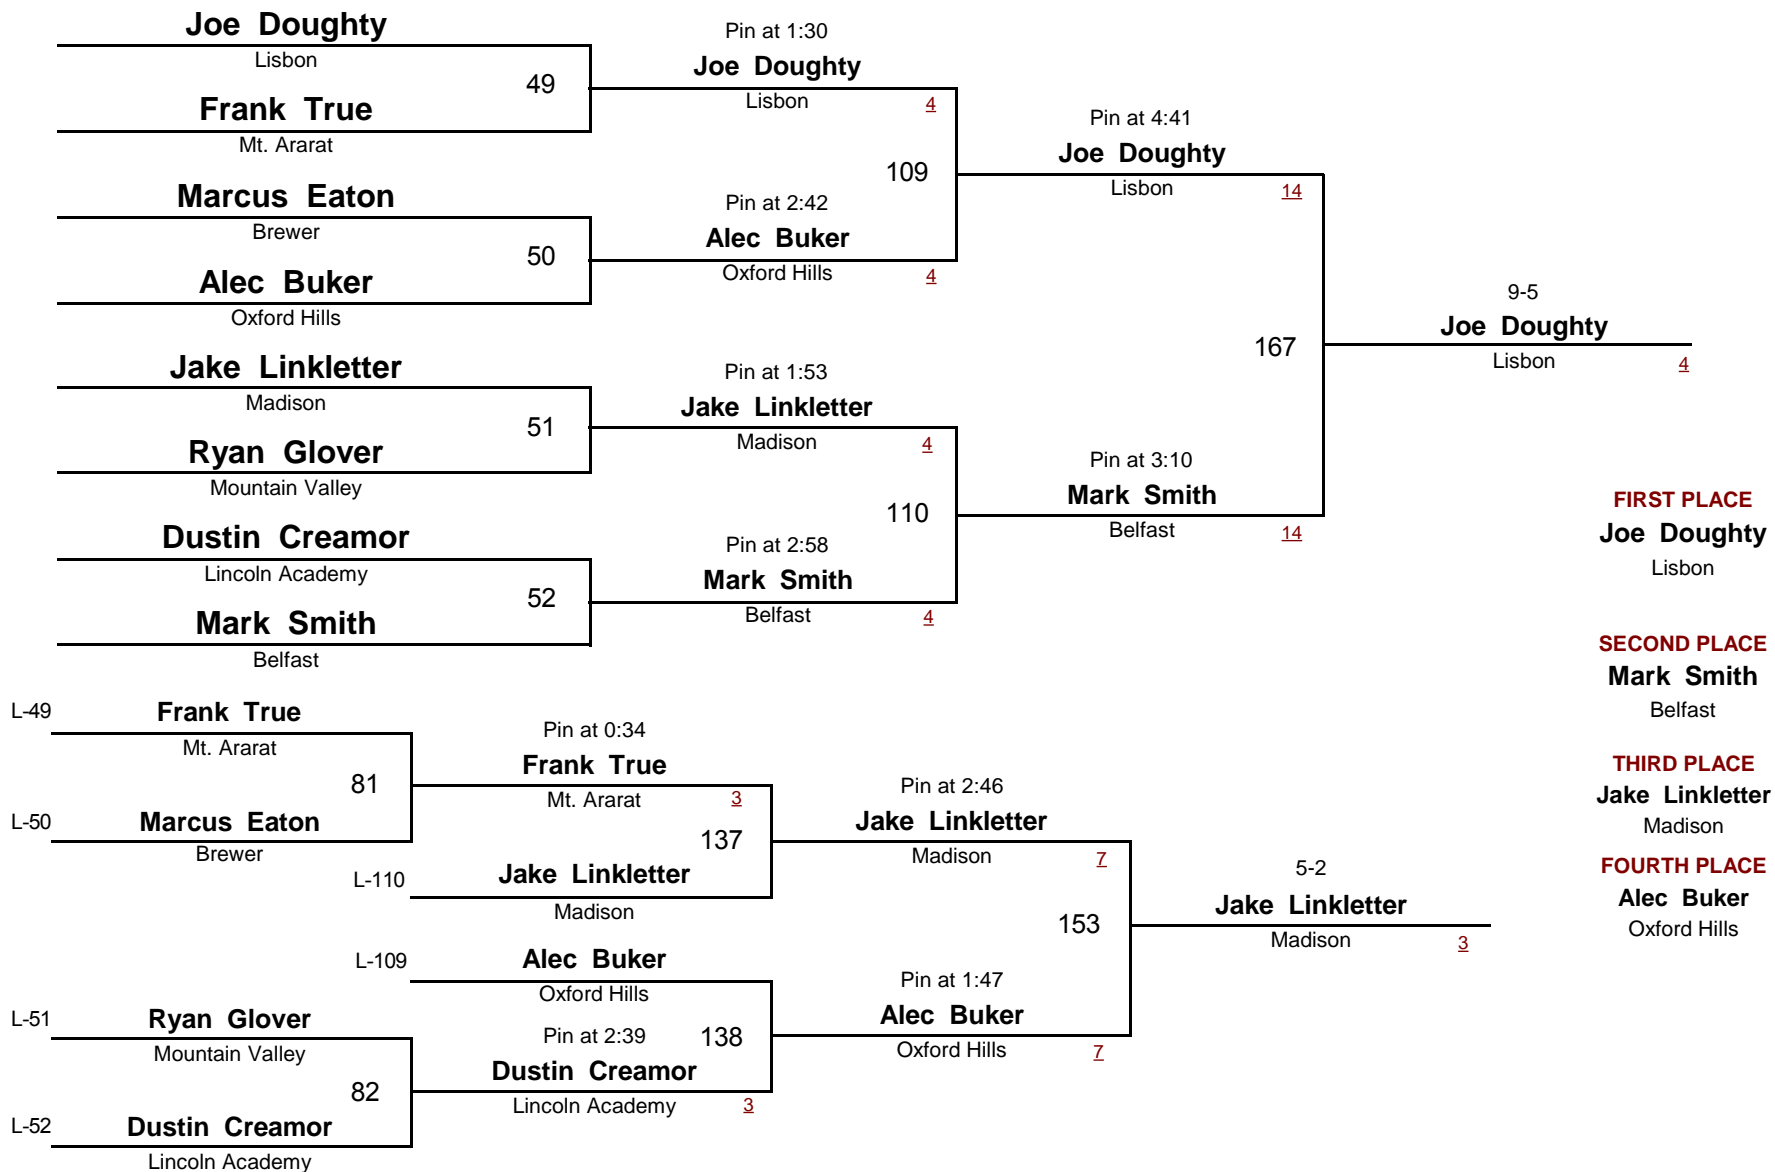 Joe Doughty
Lisbon
49
Frank True
Mt. Ararat
Marcus Eaton
Brewer
50
Alec Buker
Oxford Hills
Jake Linkletter
Madison
51
Ryan Glover
Mountain Valley
Dustin Creamor
Lincoln Academy
52
Mark Smith
Belfast
Pin at 1:30
Joe Doughty
Lisbon
4
109
Pin at 2:42
Alec Buker
Oxford Hills
4
Pin at 1:53
Jake Linkletter
Madison
4
110
Pin at 2:58
Mark Smith
Belfast
4
Pin at 4:41
Joe Doughty
Lisbon
14
167
Pin at 3:10
Mark Smith
Belfast
14
9-5
Joe Doughty
Lisbon
4
FIRST PLACE
Joe Doughty
Lisbon
SECOND PLACE
Mark Smith
Belfast
THIRD PLACE
Jake Linkletter
Madison
FOURTH PLACE
Alec Buker
Oxford Hills
L-49
Frank True
Mt. Ararat
81
L-50
Marcus Eaton
Brewer
Pin at 0:34
Frank True
Mt. Ararat
3
137
L-110
Jake Linkletter
Madison
L-109
Alec Buker
Oxford Hills
138
Pin at 2:39
Dustin Creamor
Lincoln Academy
3
L-51
Ryan Glover
Mountain Valley
82
L-52
Dustin Creamor
Lincoln Academy
Pin at 2:46
Jake Linkletter
Madison
7
153
Pin at 1:47
Alec Buker
Oxford Hills
7
5-2
Jake Linkletter
Madison
3